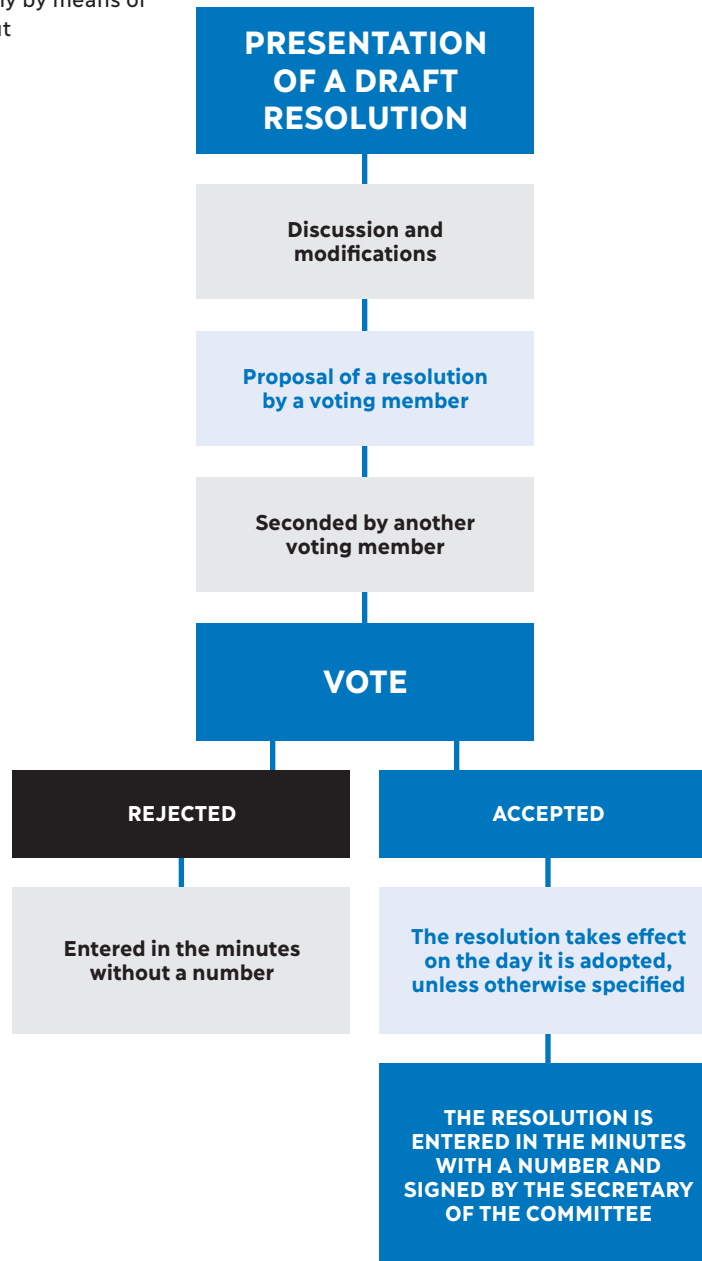 by means of
PRESENTATION
OF A DRAFT
RESOLUTION
Discussion and
modifications
Proposal of a resolution
by a voting member
Seconded by another
voting member
VOTE
REJECTED
ACCEPTED
Entered in the minutes
without a number
The resolution takes effect
on the day it is adopted,
unless otherwise specified
THE RESOLUTION IS
ENTERED IN THE MINUTES
WITH A NUMBER AND
SIGNED BY THE SECRETARY
OF THE COMMITTEE